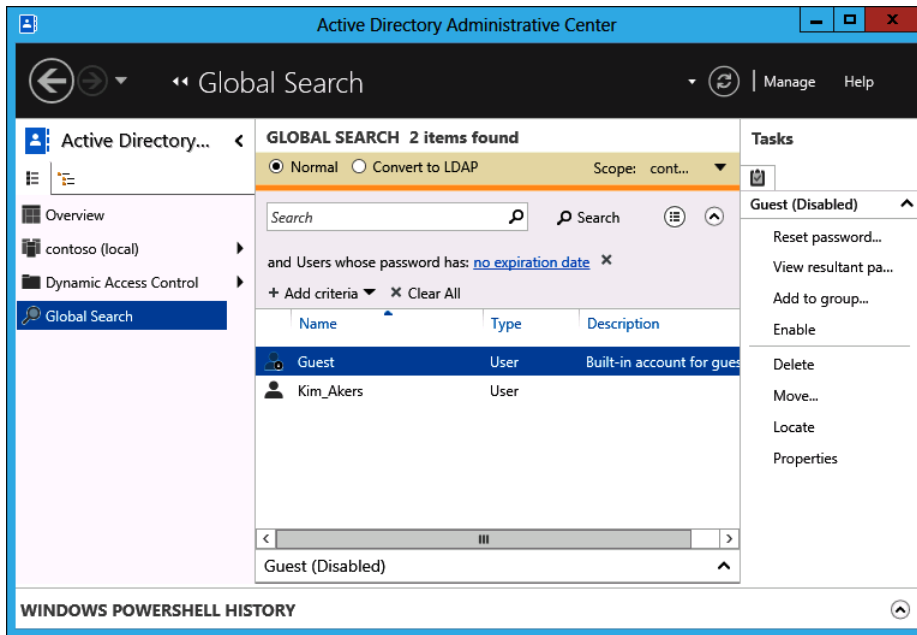 Active Directory Administrative Center
Global Search
Manage Help
Active Directory...
Overview
contoso (local)
Dynamic Access Control
Global Search
GLOBAL SEARCH 2 items found
Normal Convert to LDAP Scope: cont...
Search Search
and Users whose password has: no expiration date
+ Add criteria Clear All
Name Type Description
Guest User Built-in account for gues
Kim_Akers User
Guest (Disabled)
Tasks
Guest (Disabled)
Reset password...
View resultant pa...
Add to group...
Enable
Delete
Move...
Locate
Properties
WINDOWS POWERSHELL HISTORY